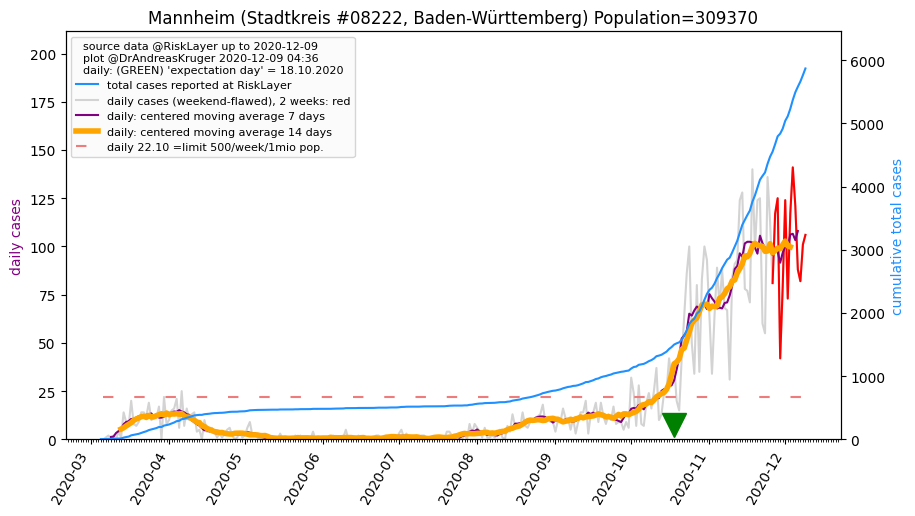 Mannheim (Stadtkreis #08222, Baden-Württemberg) Population=309370
source data @RiskLayer up to 2020-12-09
plot @DrAndreasKruger 2020-12-09 04:36
daily: (GREEN) 'expectation day' = 18.10.2020
total cases reported at RiskLayer
daily cases (weekend-flawed), 2 weeks: red
daily: centered moving average 7 days
daily: centered moving average 14 days
daily 22.10 =limit 500/week/1mio pop.
daily cases
200
175
150
125
100
75
50
25
0
6000
5000
4000
3000
2000
1000
0
cumulative total cases
2020-03
2020-04
2020-05
2020-06
2020-07
2020-08
2020-09
2020-10
2020-11
2020-12